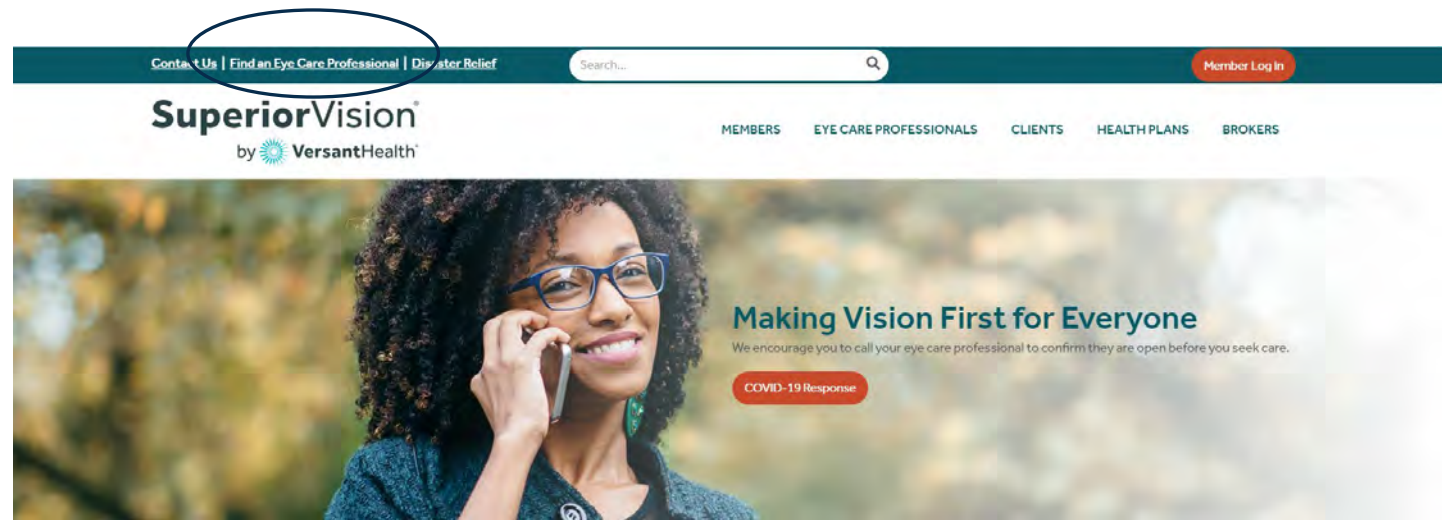 Contact Us | Find an Eye Care Professional | Disaster Relief
Search...
Member Log In
SuperiorVision
by VersantHealth
MEMBERS EYE CARE PROFESSIONALS CLIENTS HEALTH PLANS BROKERS
Making Vision First for Everyone
We encourage you to call your eye care professional to confirm they are open before you seek care.
COVID-19 Response